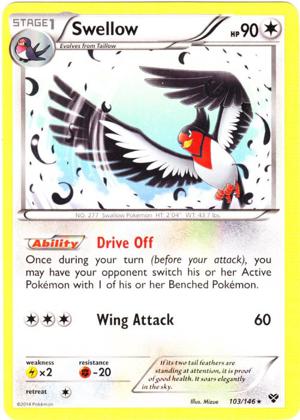 STAGE1
Swellow
HP 90
Evolves from Taillow
NO. 277 Swallow Pokémon HT: 2'04" WT: 43.7 lbs.
Ability Drive Off
Once during your turn (before your attack), you
may have your opponent switch his or her Active
Pokémon with 1 of his or her Benched Pokémon.
Wing Attack 60
weakness
×2
resistance
-20
retreat
If its two tail feathers are
standing at attention, it is proof
of good health. It soars elegantly
in the sky.
©2014 Pokémon
Illus. Mizue 103/146 ★
XY